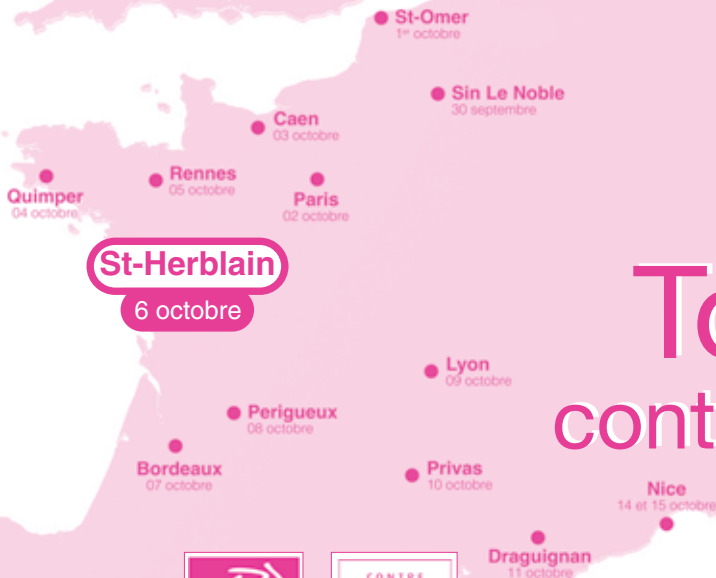 St-Omer
1er octobre
Sin Le Noble
30 septembre
Caen
03 octobre
Rennes
05 octobre
Quimper
04 octobre
Paris
02 octobre
St-Herblain
6 octobre
Lyon
09 octobre
Perigueux
08 octobre
Bordeaux
07 octobre
Privas
10 octobre
Nice
14 et 15 octobre
Draguignan
11 octobre
To
cont
CONTRE